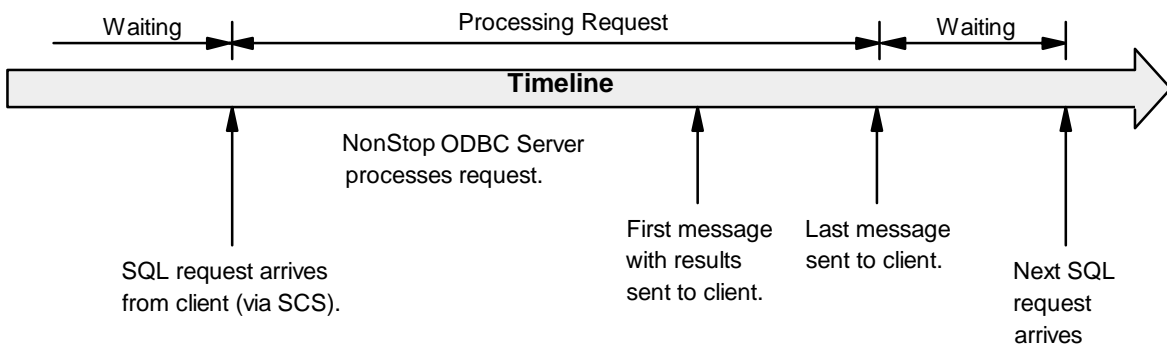 Waiting
Processing Request
Waiting
Timeline
NonStop ODBC Server
processes request.
SQL request arrives
from client (via SCS).
First message
with results
sent to client.
Last message
sent to client.
Next SQL
request
arrives